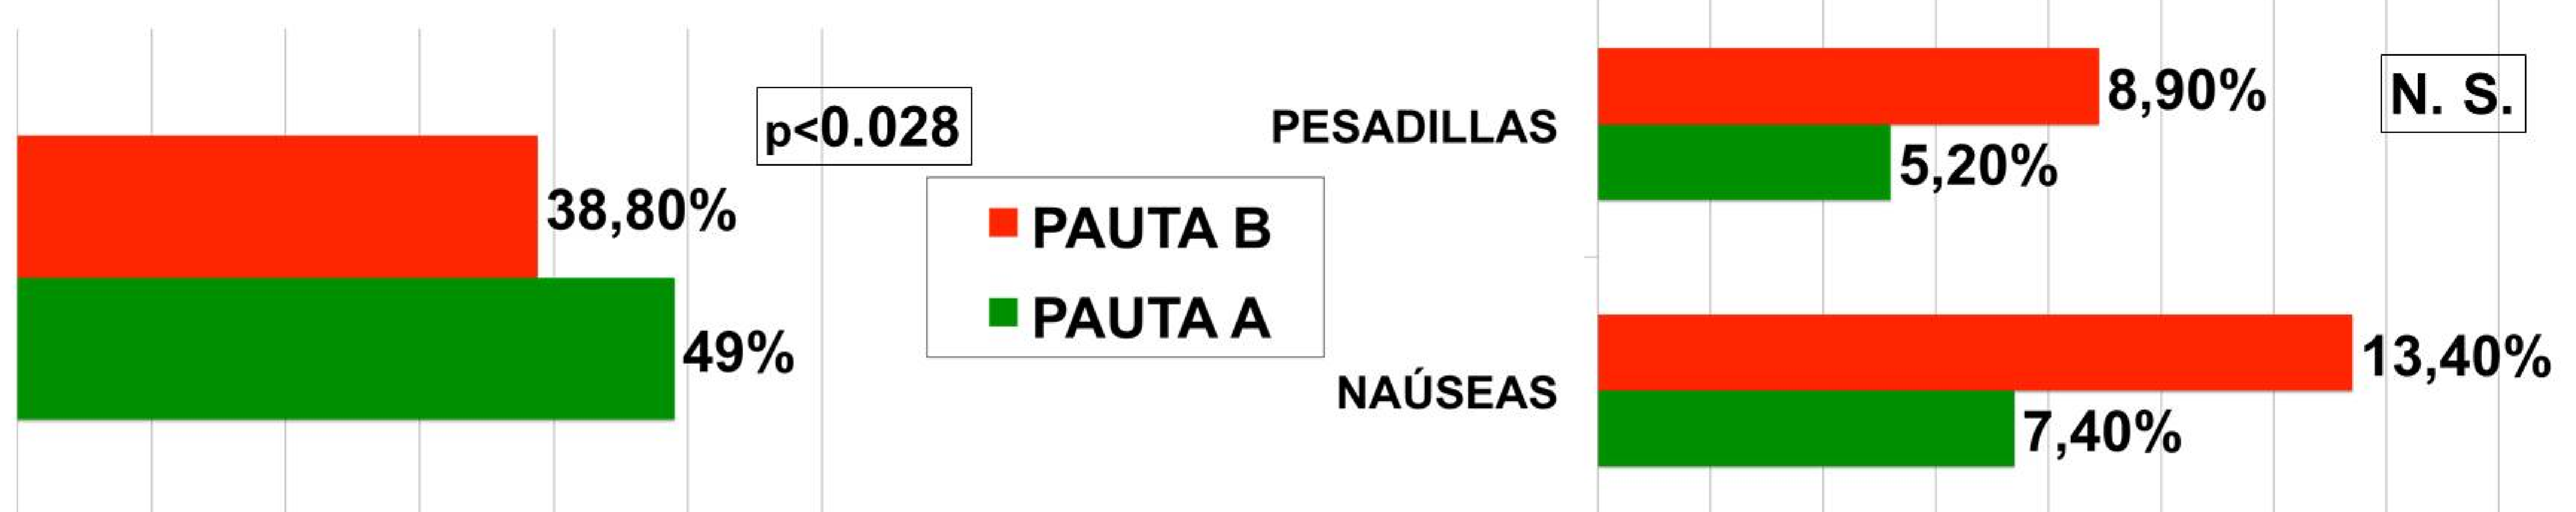 p<0.028
38,80%
49%
PAUTA B
PAUTA A
PESADILLAS
8,90%
5,20%
N. S.
NAÚSEAS
13,40%
7,40%